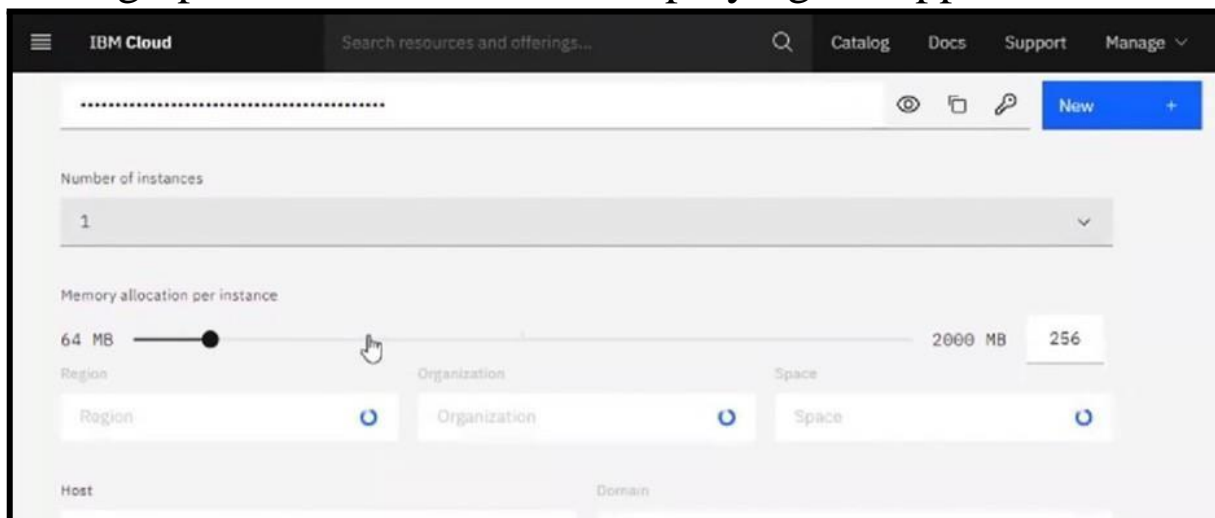 IBM Cloud Search resources and offerings... Catalog Docs Support Manage
••••••••••••••••••••••••••••••••••••••••••••
New +
Number of instances
1
Memory allocation per instance
64 MB 2000 MB 256
Region Organization Space
Region Organization Space
Host Domain